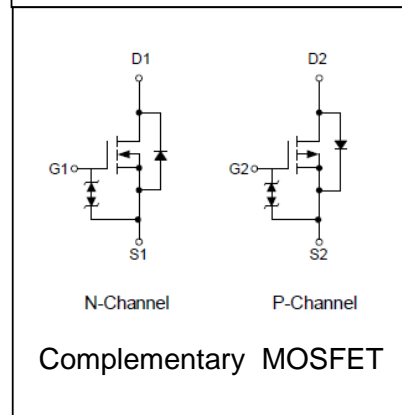 D1 D2
G1 G2
S1 S2
N-Channel P-Channel
Complementary MOSFET